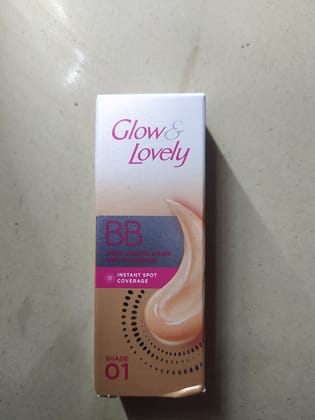 Glow &
Lovely
BB
INSTANT SPOT
COVERAGE
SHADE
01